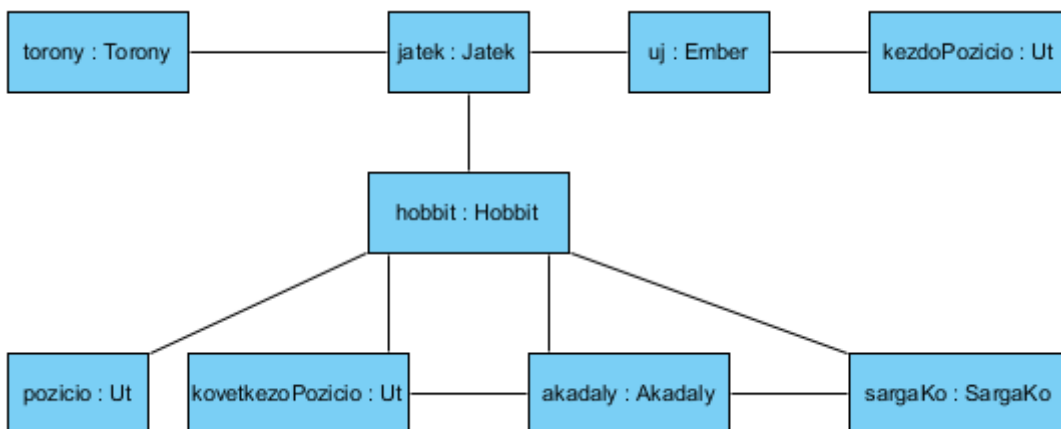 torony : Torony
jatek : Jatek
uj : Ember
kezdoPozicio : Ut
hobbit : Hobbit
pozicio : Ut
kovetkezoPozicio : Ut
akadaly : Akadaly
sargaKo : SargaKo